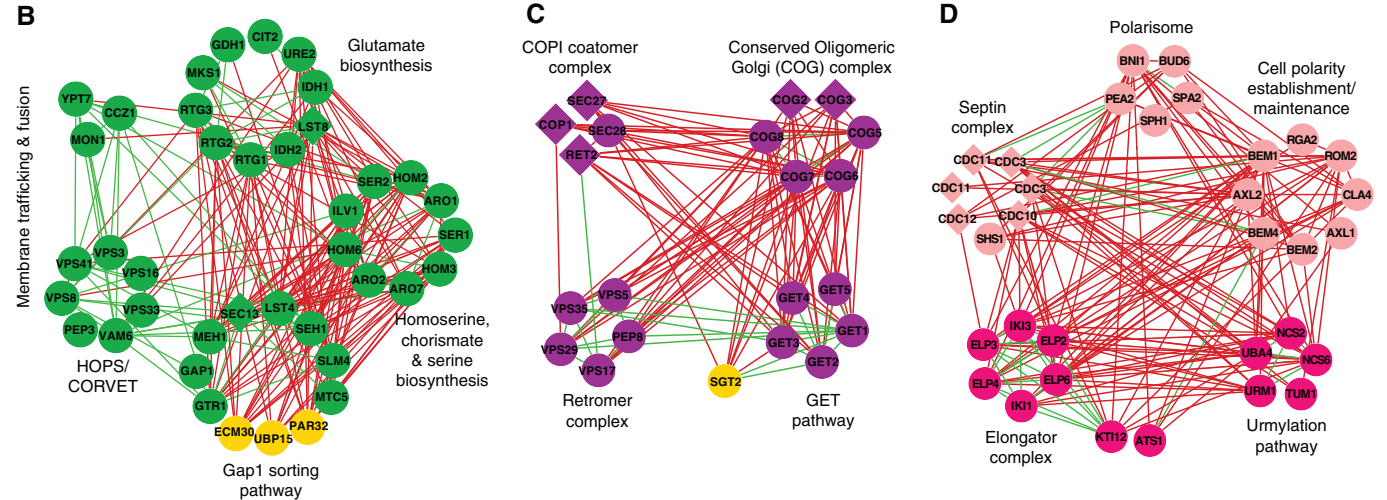 B
Membrane trafficking & fusion
Glutamate
biosynthesis
CIT2
GDH1
URE2
MKS1
IDH1
YPT7
CCZ1
RTG3
LST8
MON1
RTG2
RTG1
IDH2
SER2
HOM2
ARO1
ILV1
SER1
HOM6
VPS3
VPS41
VPS16
HOM3
ARO2
ARO7
VPS8
VPS33
SEC13
LST4
PEP3
VAM6
MEH1
SEH1
Homoserine,
chorismate
& serine
biosynthesis
HOPS/
CORVET
SLM4
GAP1
MTC5
GTR1
ECM30
UBP15
PAR32
Gap1 sorting
pathway
C
COPI coatomer
complex
Conserved Oligomeric
Golgi (COG) complex
SEC27
COG2
COG3
COP1
SEC28
COG8
COG5
RET2
COG7
COG6
VPS35
VPS5
GET4
GET5
VPS29
PEP8
GET3
GET1
VPS17
SGT2
GET2
Retromer
complex
GET
pathway
D
Polarisome
BNI1
BUD6
Cell polarity
establishment/
maintenance
PEA2
SPA2
SPH1
Septin
complex
RGA2
CDC11
CDC3
BEM1
ROM2
CDC11
CDC3
AXL2
CLA4
CDC12
CDC10
SHS1
BEM4
AXL1
BEM2
IKI3
ELP3
ELP2
NCS2
UBA4
NCS6
ELP4
ELP6
URM1
TUM1
IKI1
KTI12
ATS1
Elongator
complex
Urmylation
pathway